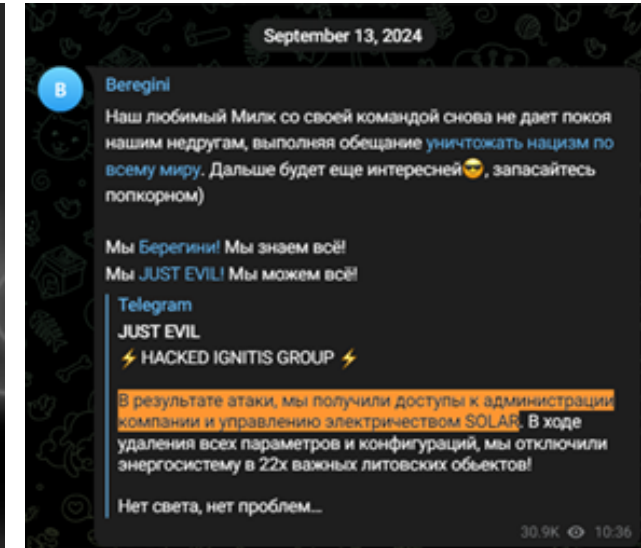 September 13, 2024
B
Beregini
Наш любимый Милк со своей командой снова не дает покоя
нашим недругам, выполняя обещание уничтожать нацизм по
всему миру. Дальше будет еще интересней😎, запасайтесь
попкорном)
Мы Берегини! Мы знаем всё!
Мы JUST EVIL! Мы можем всё!
Telegram
JUST EVIL
⚡ HACKED IGNITIS GROUP ⚡
В результате атаки, мы получили доступы к администрации
компании и управлению электричеством SOLAR. В ходе
удаления всех параметров и конфигураций, мы отключили
энергосистему в 22х важных литовских обьектов!
Нет света, нет проблем...
30.9K 10:36